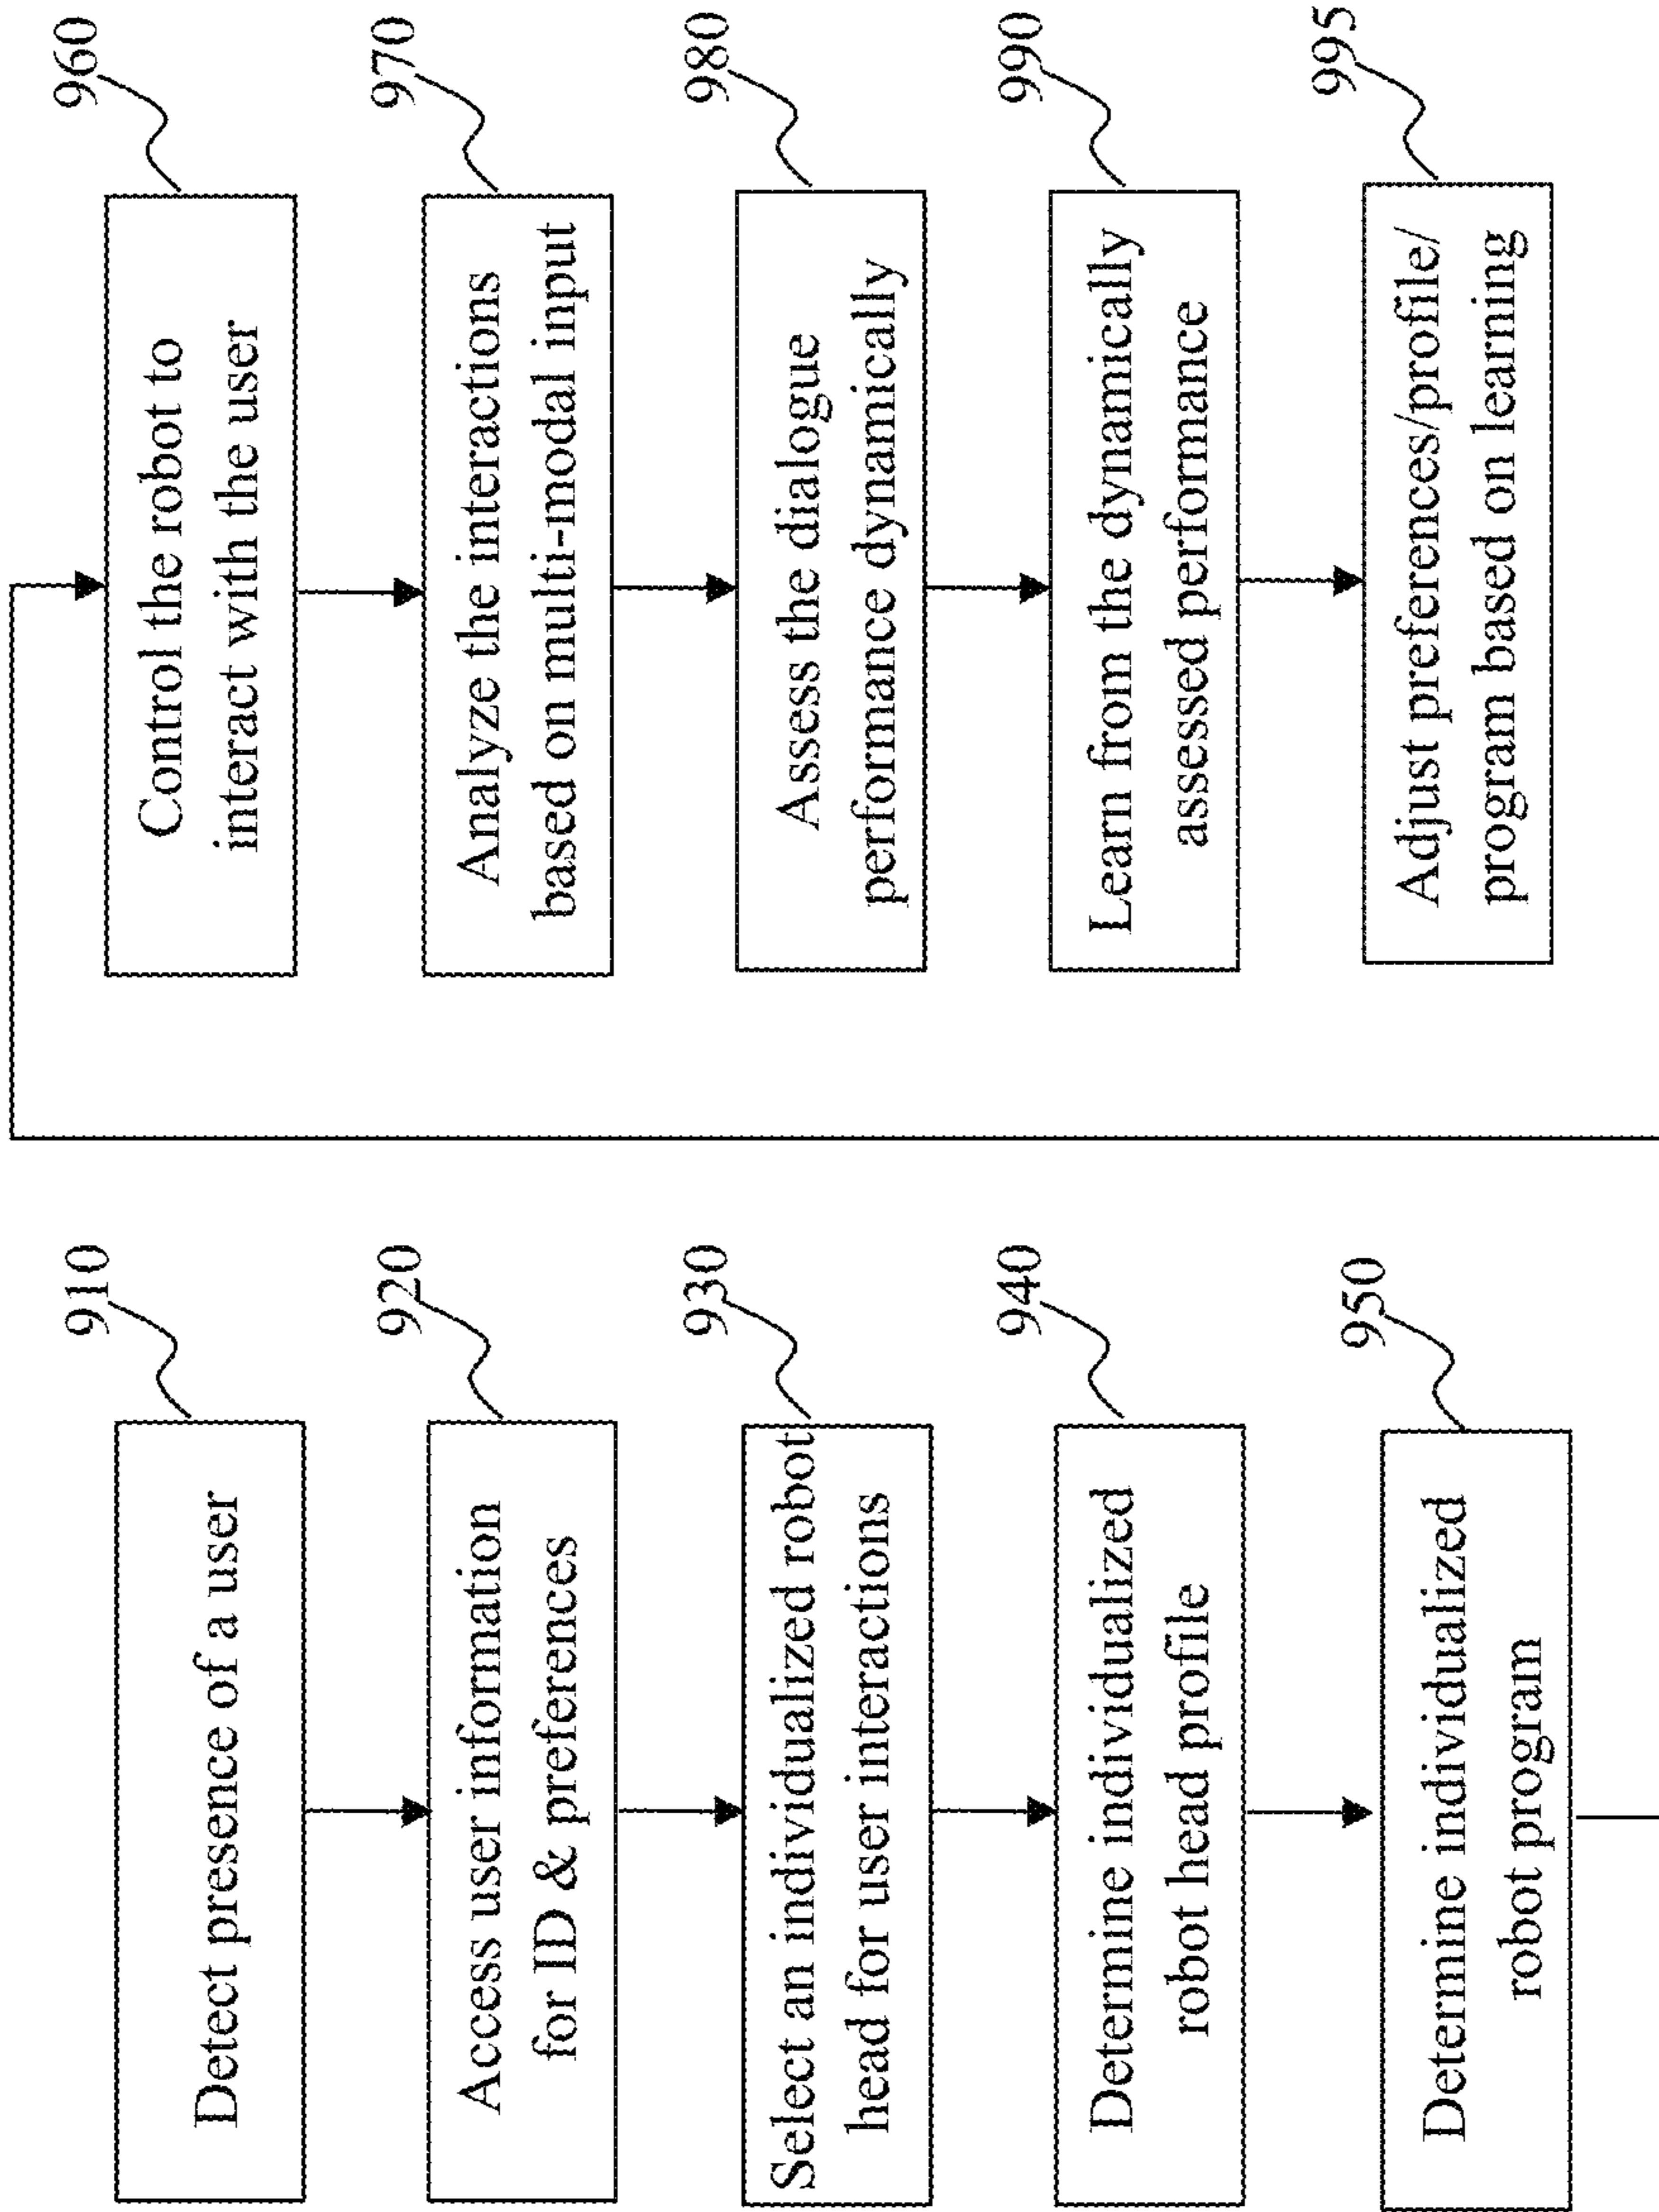 910
Detect presence of a user
920
Access user information
for ID & preferences
930
Select an individualized robot
head for user interactions
940
Determine individualized
robot head profile
950
Determine individualized
robot program
960
Control the robot to
interact with the user
970
Analyze the interactions
based on multi-modal input
980
Assess the dialogue
performance dynamically
990
Learn from the dynamically
assessed performance
995
Adjust preferences/profile/
program based on learning